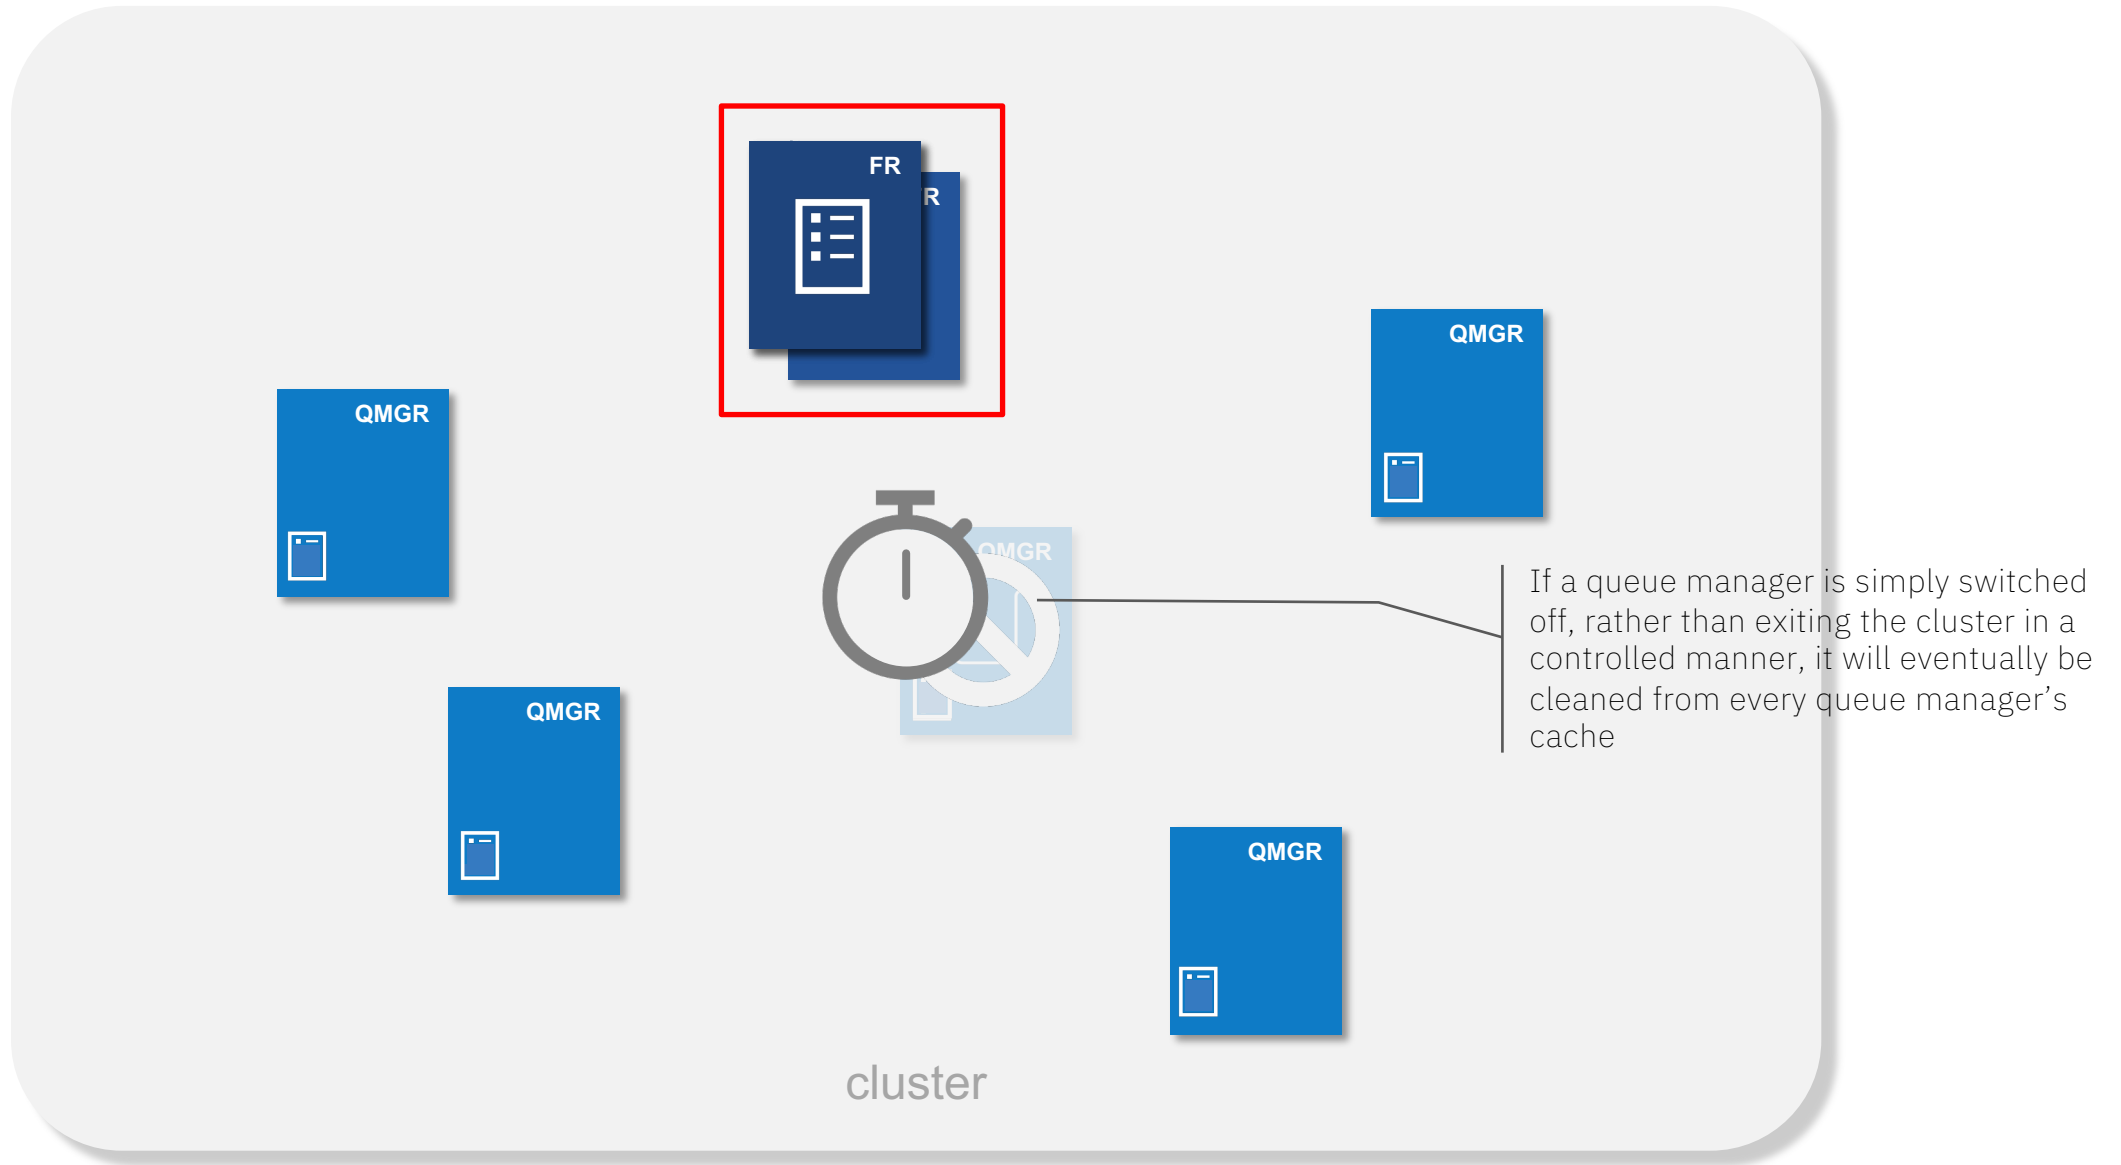 FR
R
QMGR
QMGR
QMGR
If a queue manager is simply switched
off, rather than exiting the cluster in a
controlled manner, it will eventually be
cleaned from every queue manager’s
cache
QMGR
QMGR
cluster